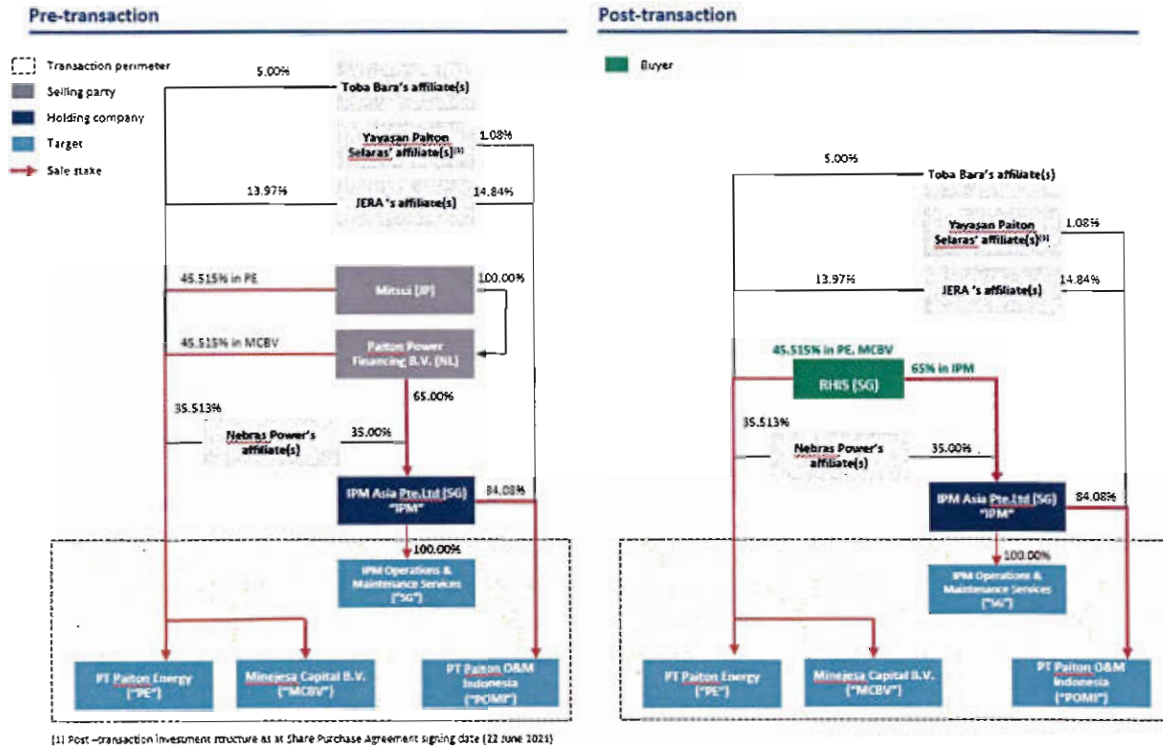 Pre-transaction
Transaction perimeter
Selling party
Holding company
Target
Sale stake
5.00%
Toba Bara's affiliate(s)
Yayasan Paiton
Selaras' affiliate(s)[1]
1.08%
13.97%
JERA 's affiliate(s)
14.84%
45.515% in PE
Mitsui (JP)
100.00%
45.515% in MCBV
Paiton Power
Financing B.V. (NL)
65.00%
35.513%
Nebras Power's
affiliate(s)
35.00%
IPM Asia Pte.Ltd (SG)
"IPM"
84.08%
100.00%
IPM Operations &
Maintenance Services
("SG")
PT Paiton Energy
("PE")
Minejesa Capital B.V.
("MCBV")
PT Paiton O&M
Indonesia
("POMI")
[1] Post –transaction investment structure as at Share Purchase Agreement signing date (22 June 2021)
Post-transaction
Buyer
5.00%
Toba Bara's affiliate(s)
Yayasan Paiton
Selaras' affiliate(s)[1]
1.08%
13.97%
JERA 's affiliate(s)
14.84%
45.515% in PE, MCBV
RHIS (SG)
65% in IPM
35.513%
Nebras Power's
affiliate(s)
35.00%
IPM Asia Pte.Ltd (SG)
"IPM"
84.08%
100.00%
IPM Operations &
Maintenance Services
("SG")
PT Paiton Energy
("PE")
Minejesa Capital B.V.
("MCBV")
PT Paiton O&M
Indonesia
("POMI")